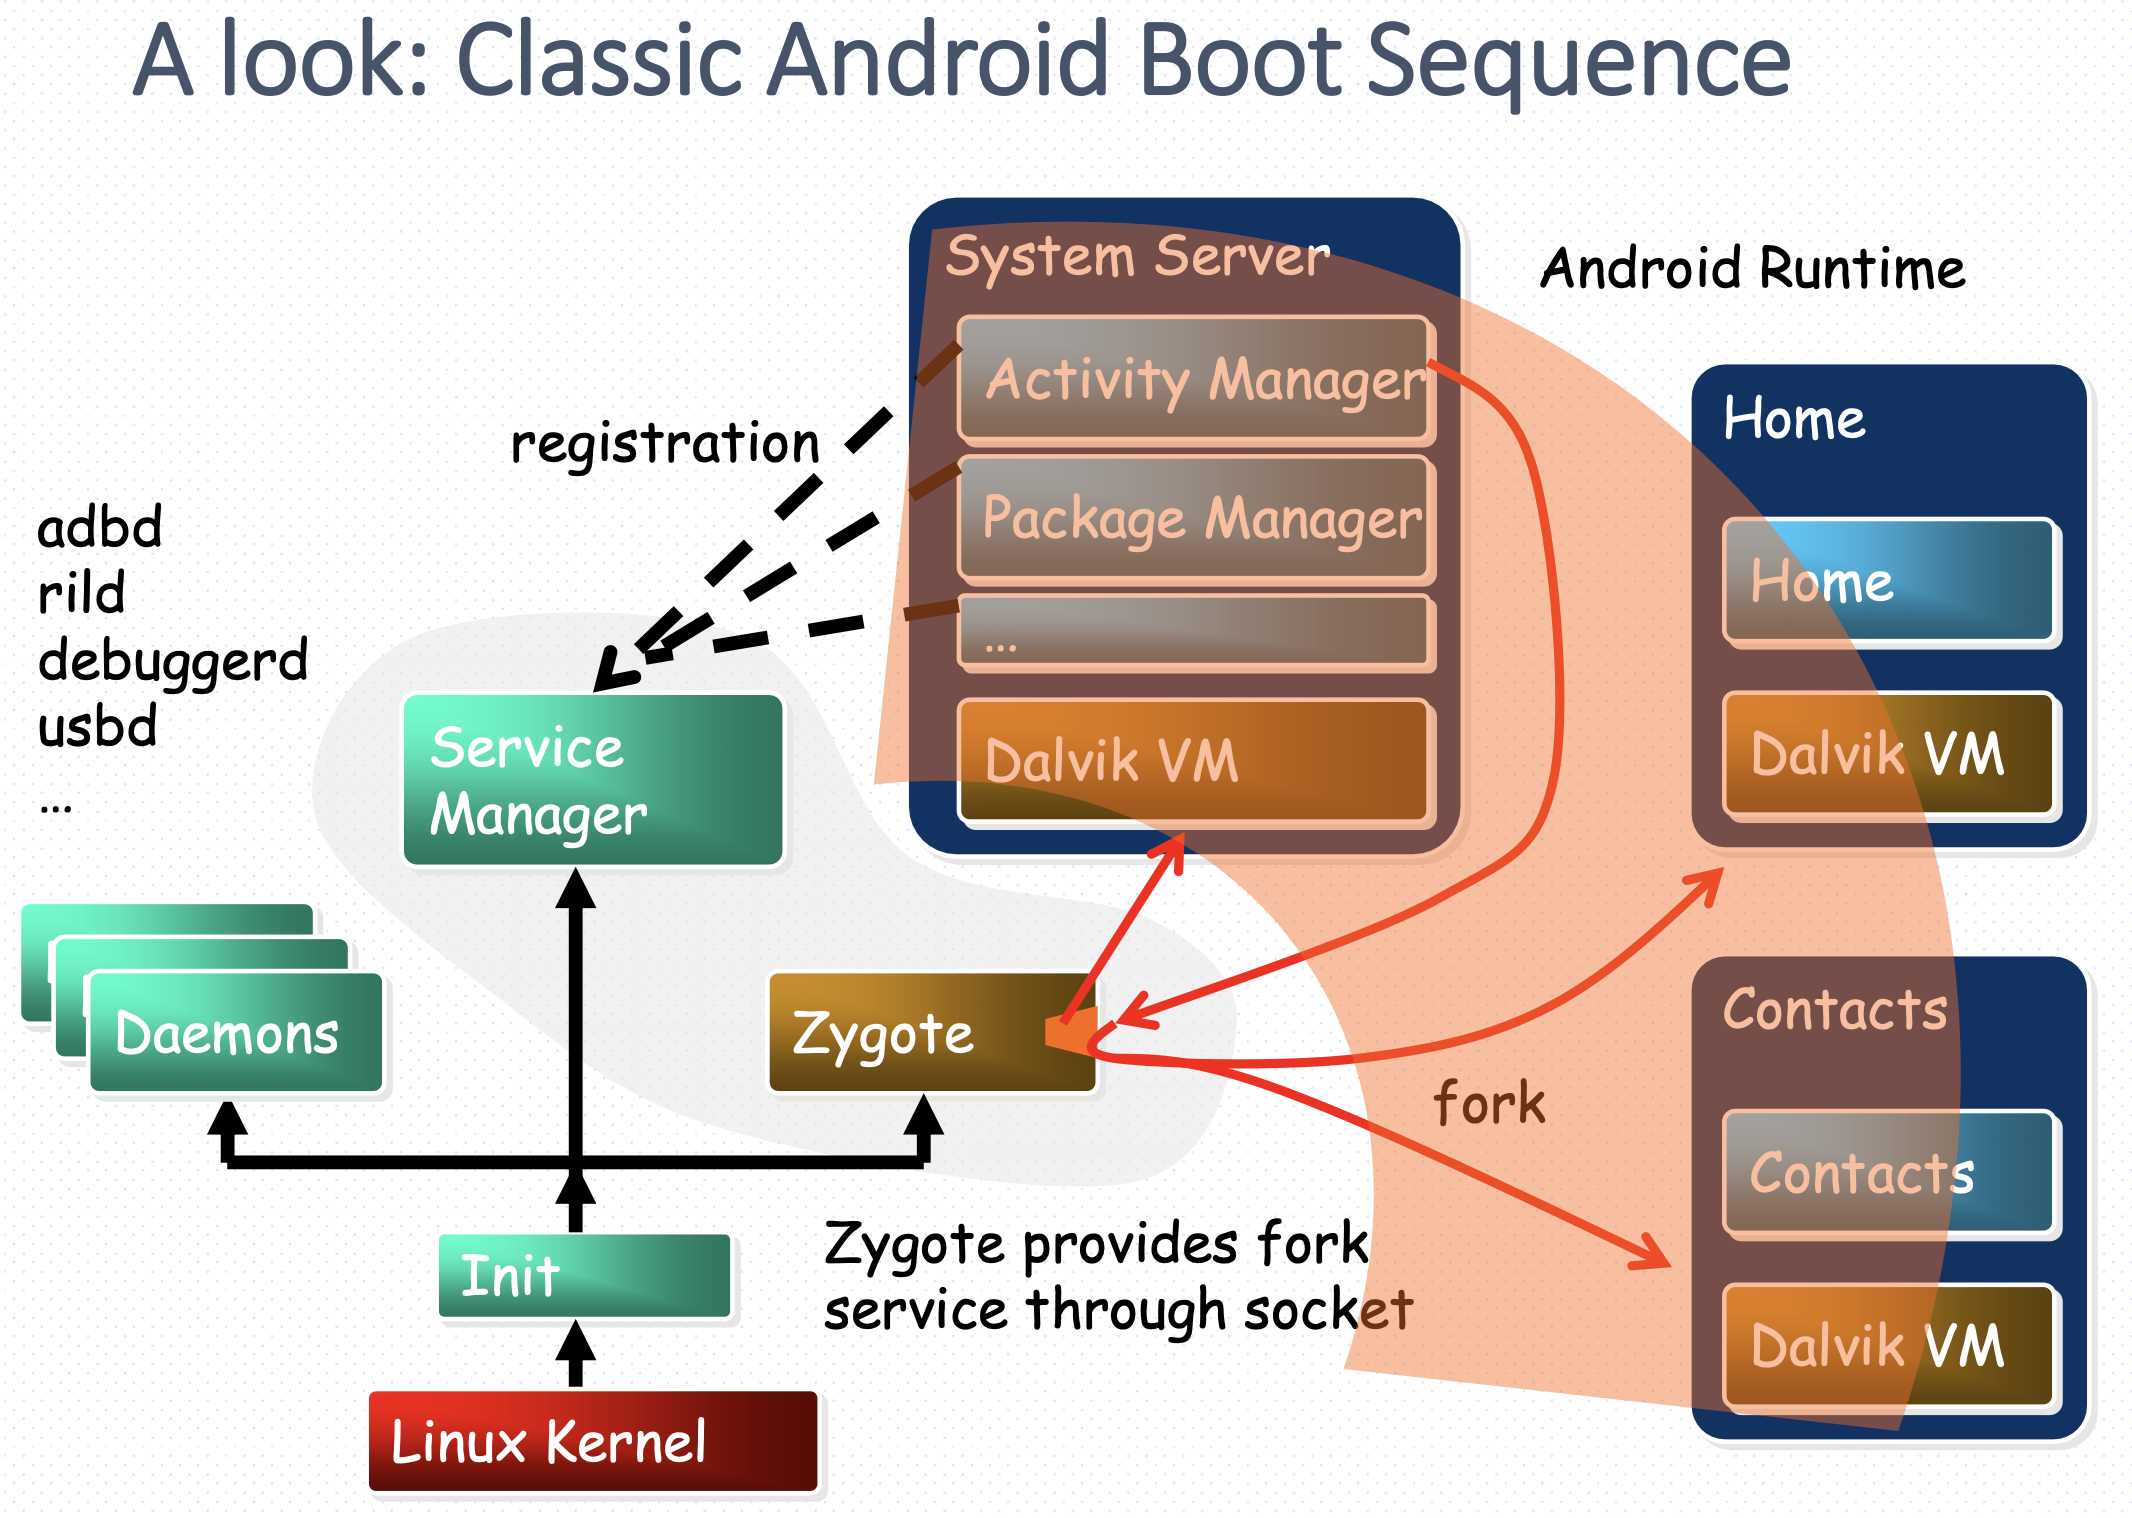 A look: Classic Android Boot Sequence
System Server
Android Runtime
Activity Manager
Package Manager
...
Dalvik VM
registration
Home
Home
Dalvik VM
adbd
rild
debuggerd
usbd
...
Service
Manager
Daemons
Zygote
Contacts
Contacts
Dalvik VM
fork
Zygote provides fork
service through socket
Init
Linux Kernel